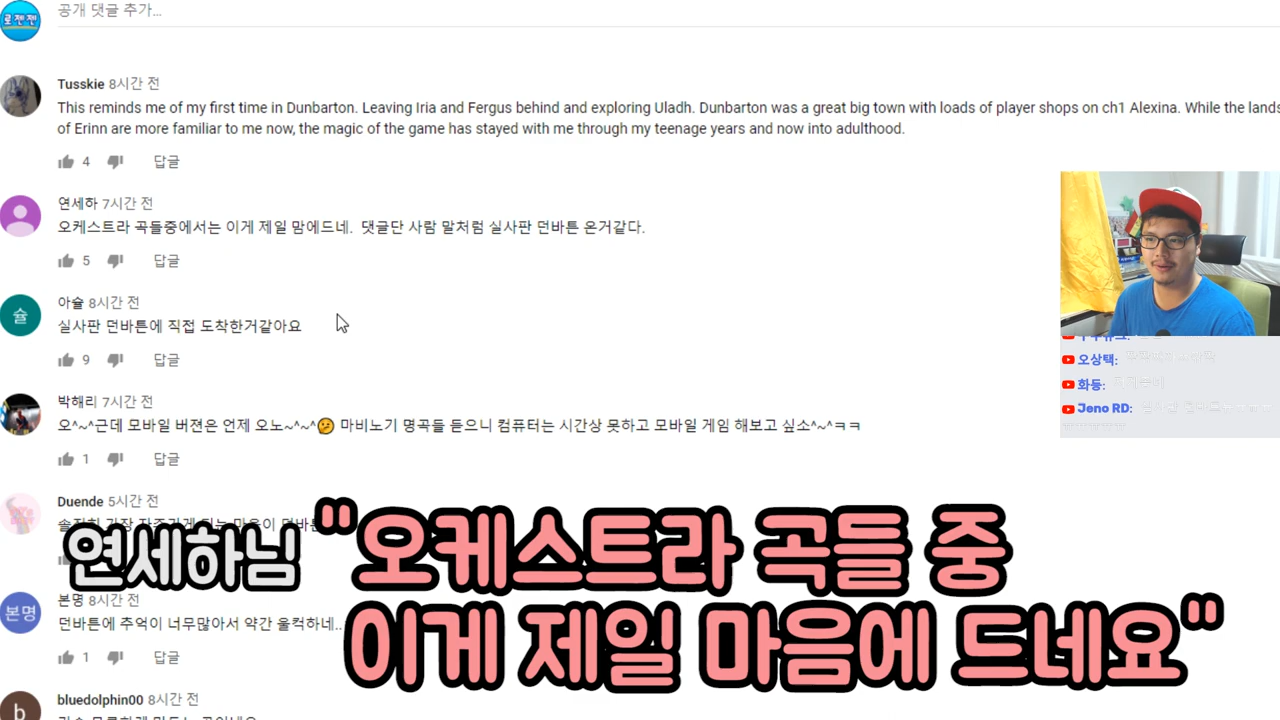 로젠젠
공개 댓글 추가...
Tusskie 8시간 전
This reminds me of my first time in Dunbarton. Leaving Iria and Fergus behind and exploring Uladh. Dunbarton was a great big town with loads of player shops on ch1 Alexina. While the lands
of Erinn are more familiar to me now, the magic of the game has stayed with me through my teenage years and now into adulthood.
4 답글
연세하 7시간 전
오케스트라 곡들중에서는 이게 제일 맘에드네. 댓글단 사람 말처럼 실사판 던바튼 온거같다.
5 답글
슐
아슐 8시간 전
실사판 던바튼에 직접 도착한거같아요
9 답글
박해리 7시간 전
오^~^근데 모바일 버젼은 언제 오노~^~^🤔 마비노기 명곡들 듣으니 컴퓨터는 시간상 못하고 모바일 게임 해보고 싶소^~^ㅋㅋ
1 답글
오상택:
화둥:
Jeno RD:
Duende 5시간 전
연세하님 "오케스트라 곡들 중
이게 제일 마음에 드네요"
본명
본명 8시간 전
던바튼에 추억이 너무많아서 약간 울컥하네..
1 답글
b
bluedolphin00 8시간 전